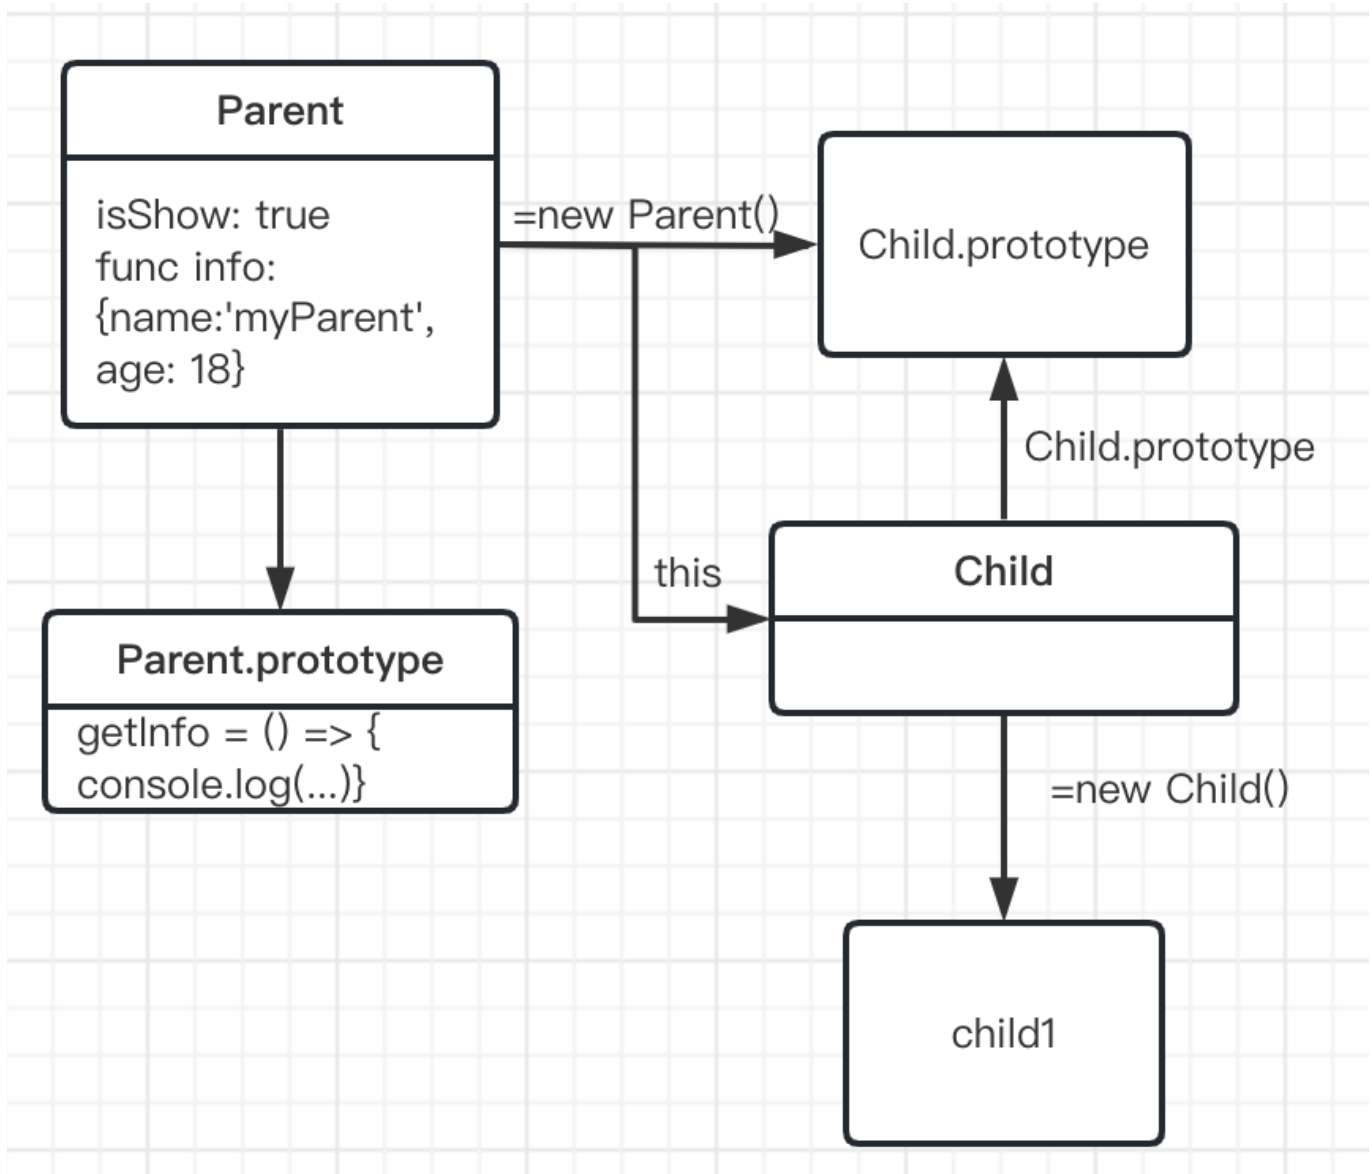 Parent
isShow: true
func info:
{name:'myParent',
age: 18}
=new Parent()
Child.prototype
Child.prototype
this
Child
Parent.prototype
getInfo = () => {
console.log(...)}
=new Child()
child1